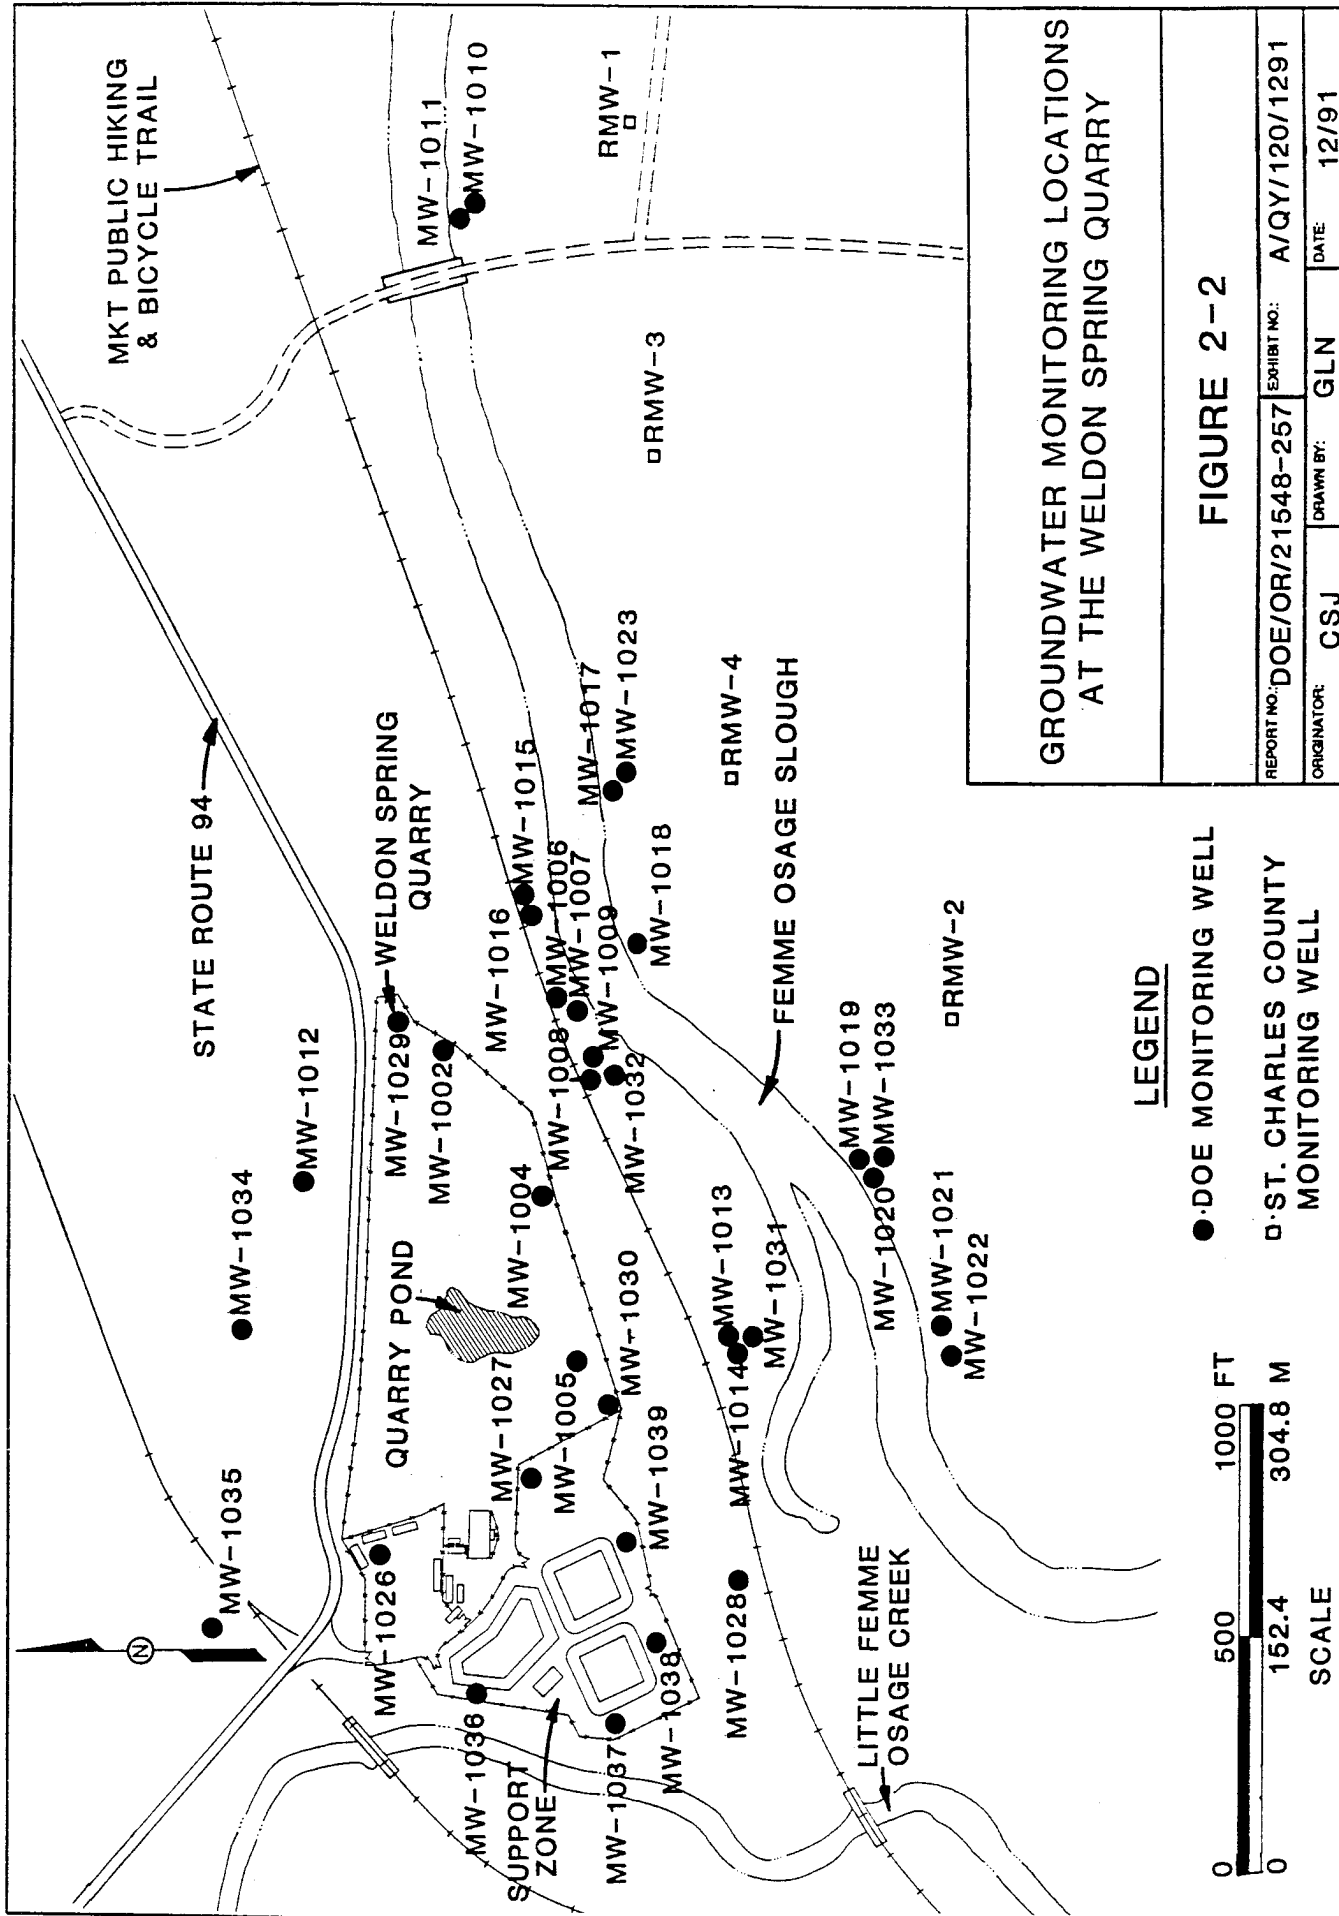 MKT PUBLIC HIKING
& BICYCLE TRAIL
STATE ROUTE 94
MW-1011
MW-1010
RMW-1
RMW-3
MW-1035
MW-1034
MW-1012
WELDON SPRING
QUARRY
MW-1029
MW-1002
QUARRY POND
MW-1026
MW-1027
MW-1004
MW-1016
MW-1015
MW-1006
MW-1007
MW-1009
MW-1008
MW-1032
MW-1017
MW-1023
MW-1018
RMW-4
MW-1005
MW-1030
MW-1039
MW-1036
SUPPORT
ZONE
MW-1037
MW-1038
MW-1028
MW-1013
MW-1014
MW-1031
FEMME OSAGE SLOUGH
MW-1019
MW-1033
MW-1020
MW-1021
MW-1022
RMW-2
LITTLE FEMME
OSAGE CREEK
N
LEGEND
DOE MONITORING WELL
ST. CHARLES COUNTY
MONITORING WELL
0 500 1000 FT
0 152.4 304.8 M
SCALE
GROUNDWATER MONITORING LOCATIONS
AT THE WELDON SPRING QUARRY
FIGURE 2-2
REPORT NO.: DOE/OR/21548-257 EXHIBIT NO.: A/QY/120/1291
ORIGINATOR: CSJ DRAWN BY: GLN DATE: 12/91